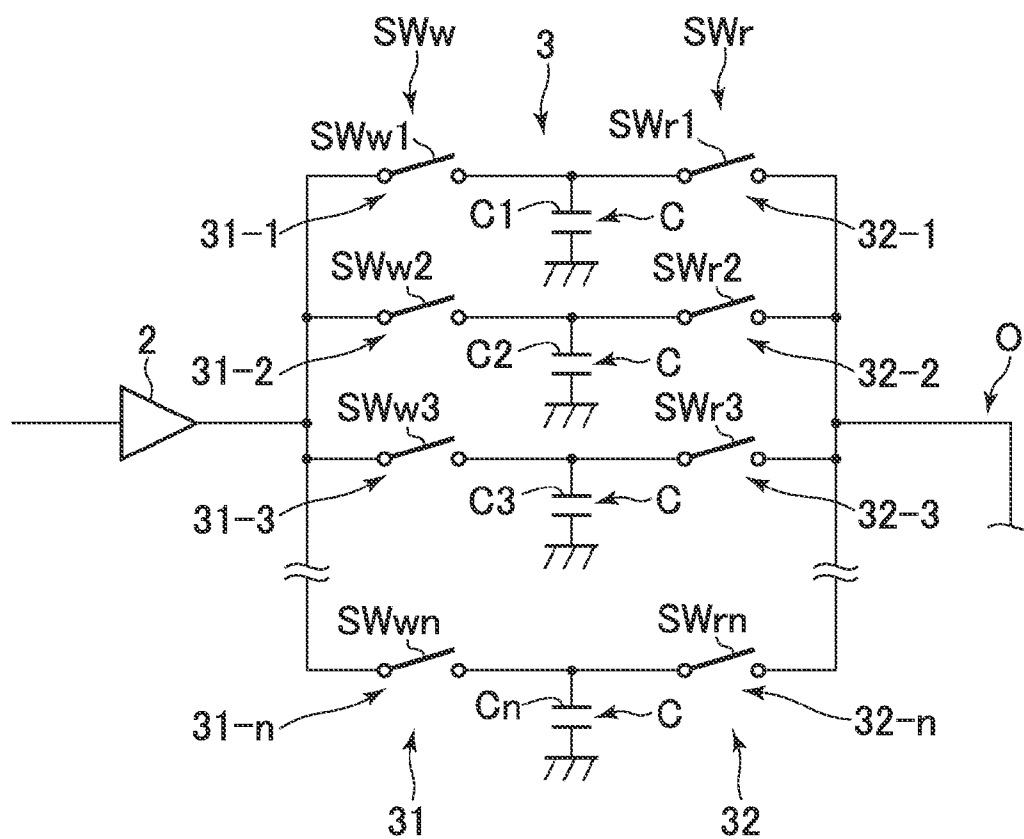 SWw 3 SWr
SWw1 SWr1
C1 C
31-1 32-1
SWw2 SWr2
2 31-2 C2 C 32-2 O
SWw3 SWr3
31-3 C3 C 32-3
SWwn SWrn
31-n Cn C 32-n
31 32